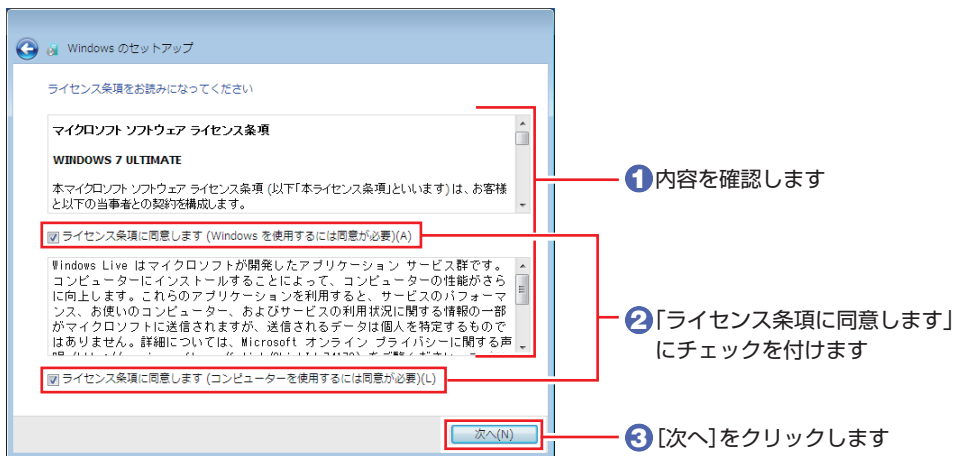 Windows のセットアップ
ライセンス条項をお読みになってください
マイクロソフト ソフトウェア ライセンス条項
WINDOWS 7 ULTIMATE
本マイクロソフト ソフトウェア ライセンス条項 (以下「本ライセンス条項」といいます) は、お客様
と以下の当事者との契約を構成します。
ライセンス条項に同意します (Windows を使用するには同意が必要)(A)
Windows Live はマイクロソフトが開発したアプリケーション サービス群です。
コンピューターにインストールすることによって、コンピューターの性能がさら
に向上します。これらのアプリケーションを利用すると、サービスのパフォーマ
ンス、お使いのコンピューター、およびサービスの利用状況に関する情報の一部
がマイクロソフトに送信されますが、送信されるデータは個人を特定するもので
はありません。詳細については、Microsoft オンライン プライバシーに関する声
ライセンス条項に同意します (コンピューターを使用するには同意が必要)(L)
次へ(N)
1 内容を確認します
2 「ライセンス条項に同意します」
にチェックを付けます
3 [次へ]をクリックします